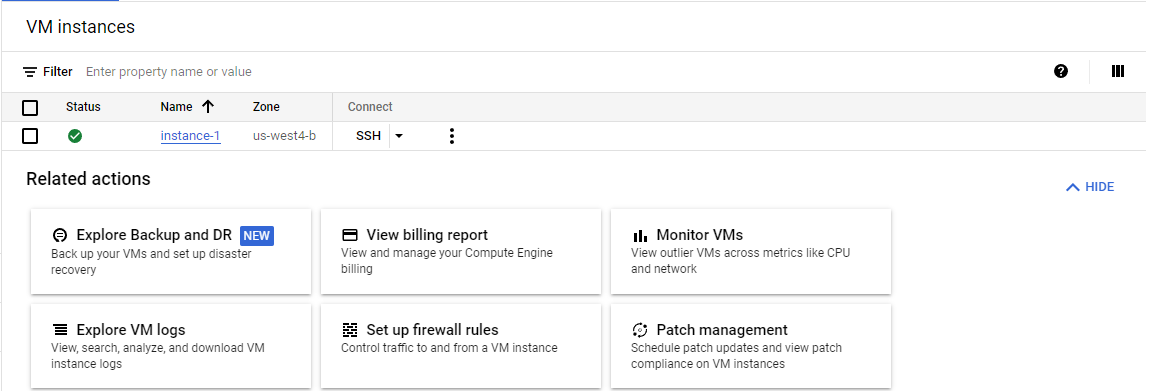 VM instances
Filter Enter property name or value
Status Name Zone Connect
instance-1 us-west4-b SSH
Related actions
HIDE
Explore Backup and DR NEW
Back up your VMs and set up disaster
recovery
View billing report
View and manage your Compute Engine
billing
Monitor VMs
View outlier VMs across metrics like CPU
and network
Explore VM logs
View, search, analyze, and download VM
instance logs
Set up firewall rules
Control traffic to and from a VM instance
Patch management
Schedule patch updates and view patch
compliance on VM instances